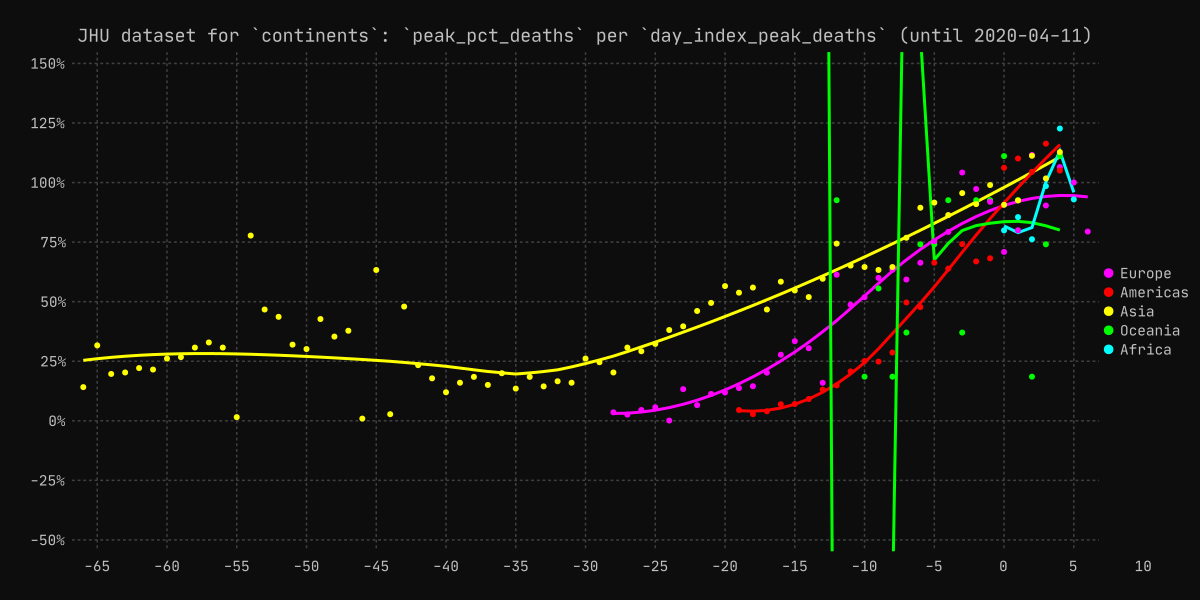 JHU dataset for `continents`: `peak_pct_deaths` per `day_index_peak_deaths` (until 2020-04-11)
150%
125%
100%
75%
50%
25%
0%
-25%
-50%
-65 -60 -55 -50 -45 -40 -35 -30 -25 -20 -15 -10 -5 0 5 10
Europe
Americas
Asia
Oceania
Africa